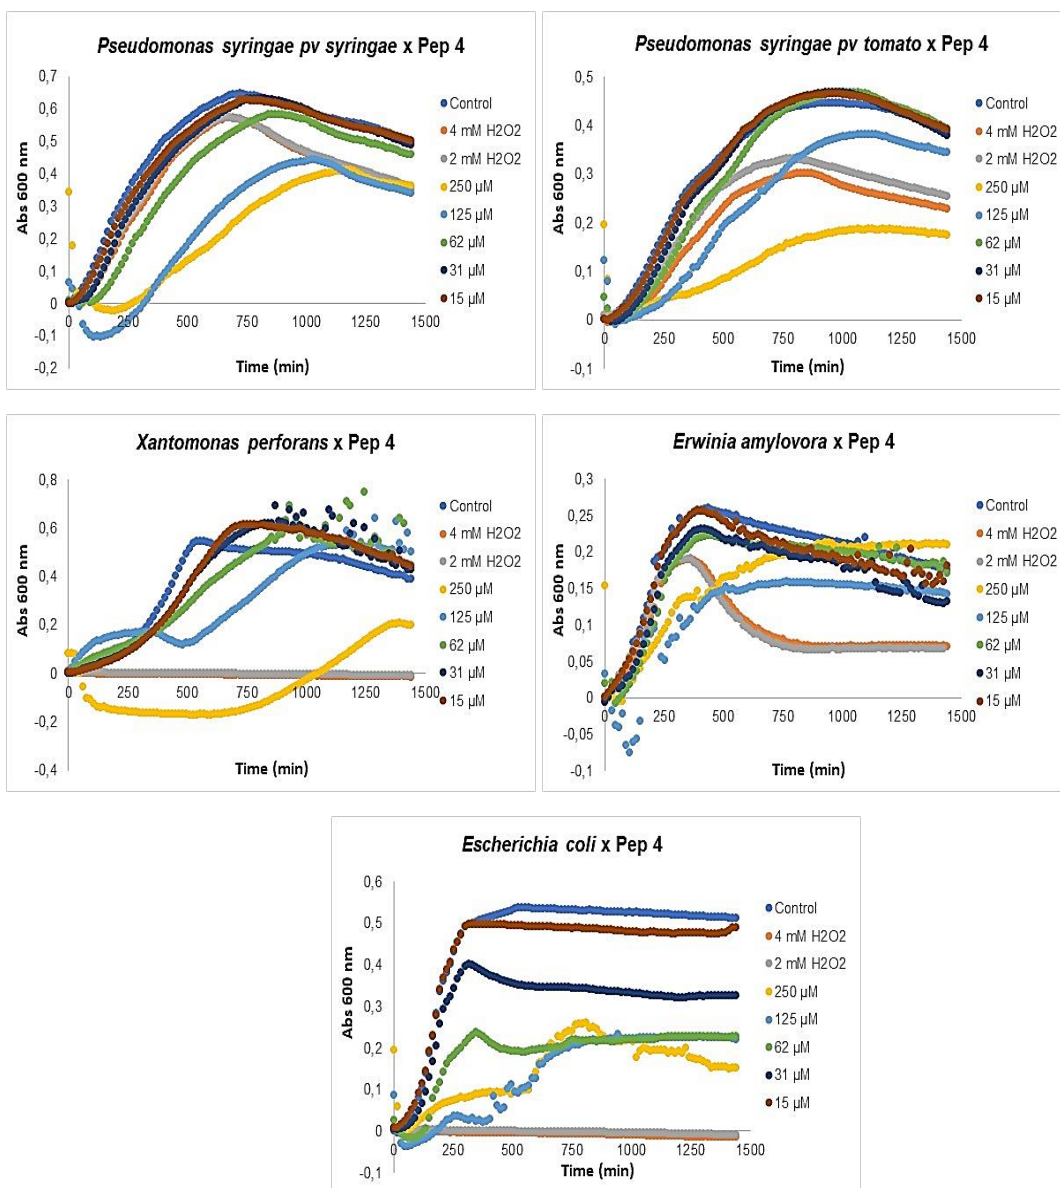 Pseudomonas syringae pv syringae x Pep 4
0,7
0,6
0,5
0,4
0,3
0,2
0,1
0
-0,1
-0,2
Abs 600 nm
0
250
500
750
1000
1250
1500
Time (min)
Control
4 mM H2O2
2 mM H2O2
250 µM
125 µM
62 µM
31 µM
15 µM
Pseudomonas syringae pv tomato x Pep 4
0,5
0,4
0,3
0,2
0,1
0
-0,1
Abs 600 nm
0
250
500
750
1000
1250
1500
Time (min)
Control
4 mM H2O2
2 mM H2O2
250 µM
125 µM
62 µM
31 µM
15 µM
Xantomonas perforans x Pep 4
0,8
0,6
0,4
0,2
0
-0,2
-0,4
Abs 600 nm
0
250
500
750
1000
1250
1500
Time (min)
Control
4 mM H2O2
2 mM H2O2
250 µM
125 µM
62 µM
31 µM
15 µM
Erwinia amylovora x Pep 4
0,3
0,25
0,2
0,15
0,1
0,05
0
-0,05
-0,1
Abs 600 nm
0
250
500
750
1000
1250
1500
Time (min)
Control
4 mM H2O2
2 mM H2O2
250 µM
125 µM
62 µM
31 µM
15 µM
Escherichia coli x Pep 4
0,6
0,5
0,4
0,3
0,2
0,1
0
-0,1
Abs 600 nm
0
250
500
750
1000
1250
1500
Time (min)
Control
4 mM H2O2
2 mM H2O2
250 µM
125 µM
62 µM
31 µM
15 µM